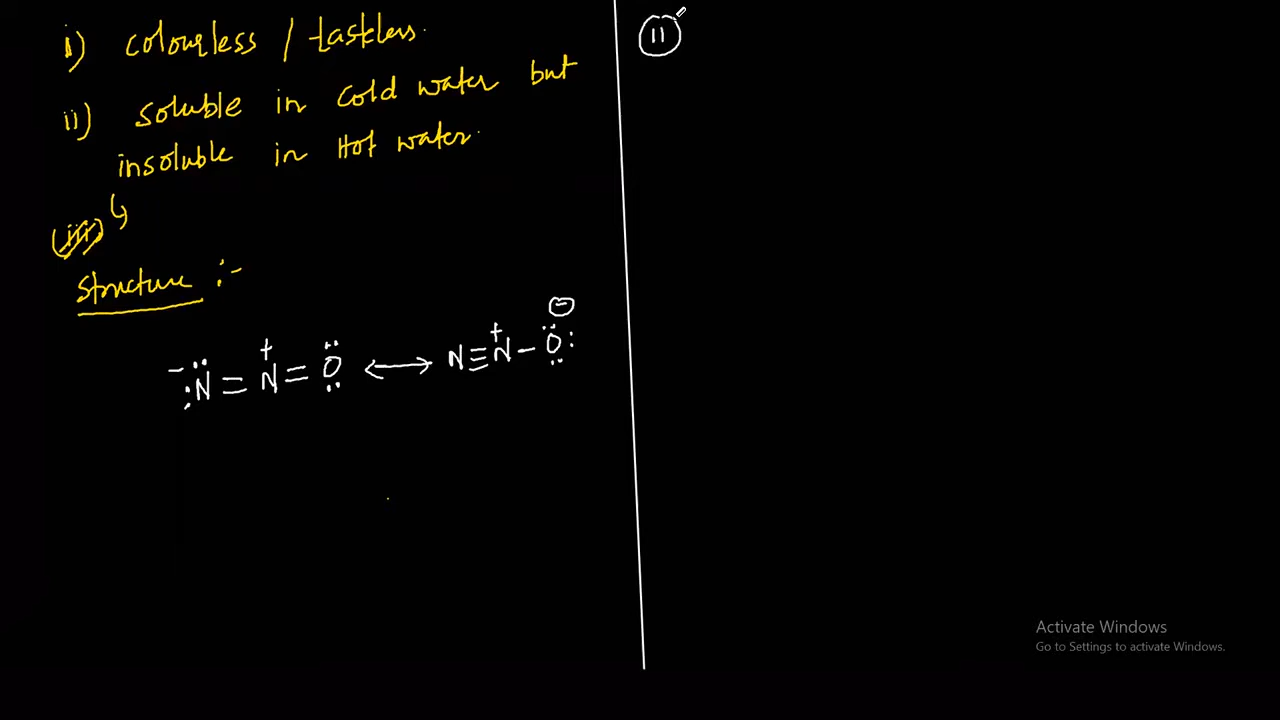 i) colourless / tasteless.
ii) soluble in cold water but
insoluble in Hot water.
(iii)
Structure :-
N = N = O ⟷ N ≡ N - O
- + + ⊖
11
Activate Windows
Go to Settings to activate Windows.